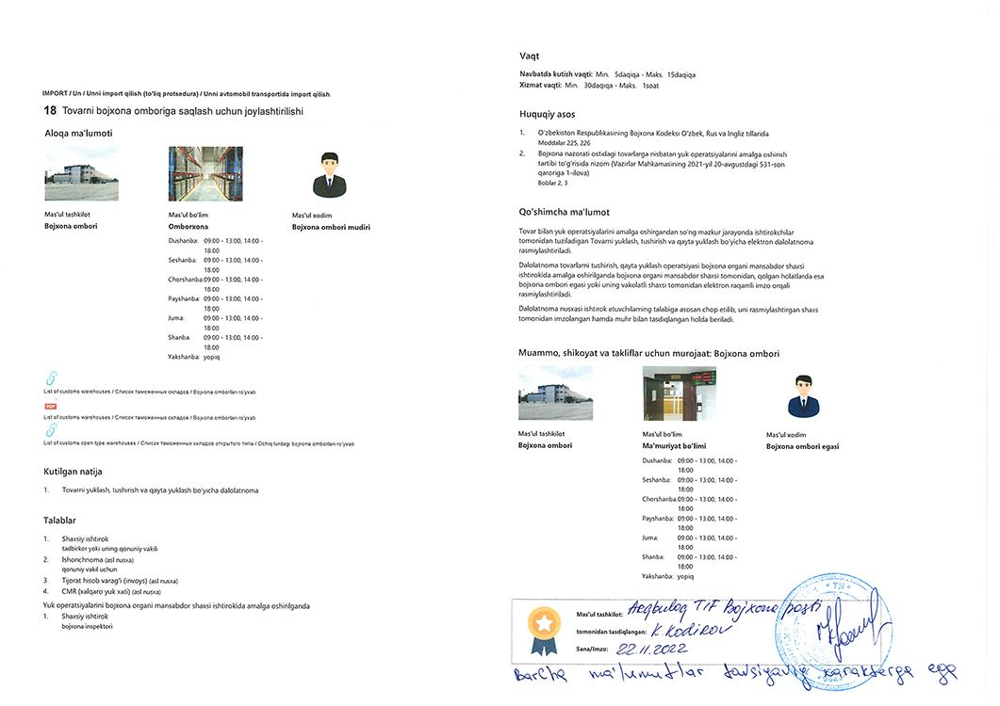 IMPORT / Un / Unni import qilish (to'liq protsedura) / Unni avtomobil transportida import qilish
18 Tovarni bojxona omboriga saqlash uchun joylashtirilishi
Aloqa ma'lumoti
Mas'ul tashkilot
Bojxona ombori
Mas'ul bo'lim
Omborxona
Dushanba: 09:00 - 13:00, 14:00 -
18:00
Seshanba: 09:00 - 13:00, 14:00 -
18:00
Chorshanba: 09:00 - 13:00, 14:00 -
18:00
Payshanba: 09:00 - 13:00, 14:00 -
18:00
Juma: 09:00 - 13:00, 14:00 -
18:00
Shanba: 09:00 - 13:00, 14:00 -
18:00
Yakshanba: yopiq
Mas'ul xodim
Bojxona ombori mudiri
List of customs warehouses / Список таможенных складов / Bojxona omborlari ro'yxati
PDF
List of customs warehouses / Список таможенных складов / Bojxona omborlari ro'yxati
List of customs open type warehouses / Список таможенных складов открытого типа / Ochiq turdagi bojxona omborlari ro'yxati
Kutilgan natija
1. Tovarni yuklash, tushirish va qayta yuklash bo'yicha dalolatnoma
Talablar
1. Shaxsiy ishtirok
tadbirkor yoki uning qonuniy vakili
2. Ishonchnoma (asl nusxa)
qonuniy vakil uchun
3. Tijorat hisob varag'i (invoys) (asl nusxa)
4. CMR (xalqaro yuk xati) (asl nusxa)
Yuk operatsiyalarini bojxona organi mansabdor shaxsi ishtirokida amalga oshirilganda
1. Shaxsiy ishtirok
bojxona inspektori
Vaqt
Navbatda kutish vaqti: Min. 5daqiqa - Maks. 15daqiqa
Xizmat vaqti: Min. 30daqiqa - Maks. 1soat
Huquqiy asos
1. O'zbekiston Respublikasining Bojxona Kodeksi O'zbek, Rus va Ingliz tillarida
Moddalar 225, 226
2. Bojxona nazorati ostidagi tovarlarga nisbatan yuk operatsiyalarini amalga oshirish
tartibi to'g'risida nizom (Vazirlar Mahkamasining 2021-yil 20-avgustdagi 531-son
qaroriga 1-ilova)
Boblar 2, 3
Qo'shimcha ma'lumot
Tovar bilan yuk operatsiyalarini amalga oshirgandan so'ng mazkur jarayonda ishtirokchilar
tomonidan tuziladigan Tovarni yuklash, tushirish va qayta yuklash bo'yicha elektron dalolatnoma
rasmiylashtiriladi.
Dalolatnoma tovarlarni tushirish, qayta yuklash operatsiyasi bojxona organi mansabdor shaxsi
ishtirokida amalga oshirilganda bojxona organi mansabdor shaxsi tomonidan, qolgan holatlarda esa
bojxona ombori egasi yoki uning vakolatli shaxsi tomonidan elektron raqamli imzo orqali
rasmiylashtiriladi.
Dalolatnoma nusxasi ishtirok etuvchilarning talabiga asosan chop etilib, uni rasmiylashtirgan shaxs
tomonidan imzolangan hamda muhr bilan tasdiqlangan holda beriladi.
Muammo, shikoyat va takliflar uchun murojaat: Bojxona ombori
Mas'ul tashkilot
Bojxona ombori
Mas'ul bo'lim
Ma'muriyat bo'limi
Dushanba: 09:00 - 13:00, 14:00 -
18:00
Seshanba: 09:00 - 13:00, 14:00 -
18:00
Chorshanba: 09:00 - 13:00, 14:00 -
18:00
Payshanba: 09:00 - 13:00, 14:00 -
18:00
Juma: 09:00 - 13:00, 14:00 -
18:00
Shanba: 09:00 - 13:00, 14:00 -
18:00
Yakshanba: yopiq
Mas'ul xodim
Bojxona ombori egasi
Mas'ul tashkilot: TIF Bojxona posti
tomonidan tasdiqlangan: K. Kodirov
Sana/Imzo: 22.11.2022
Barcha ma'lumotlar tavsiyaviy xarakterga ega